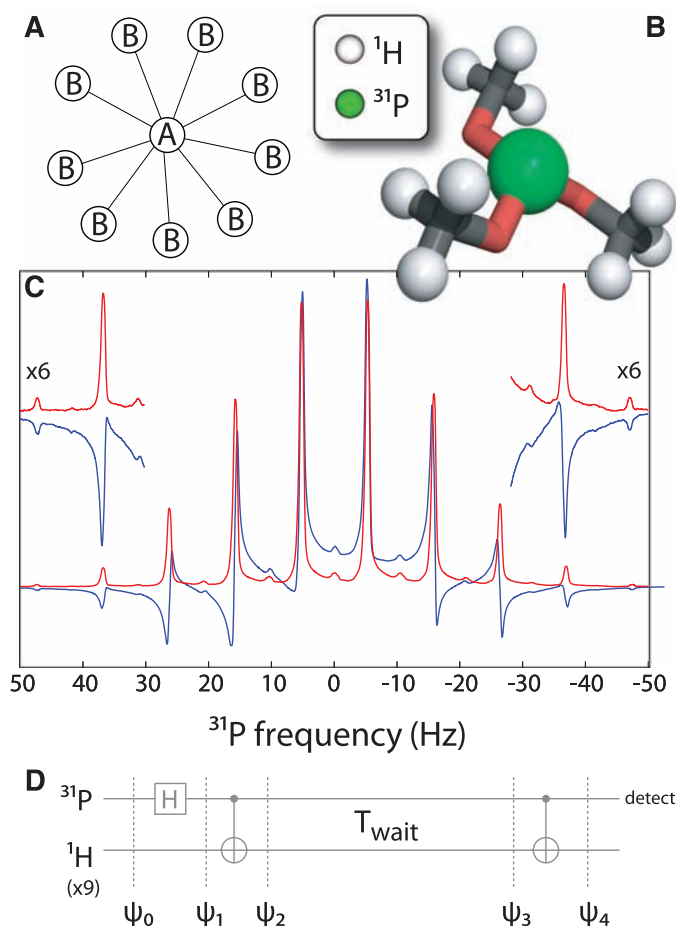 A
B
B B
B B
A
B B
B B
B
¹H
³¹P
B
C
x6
x6
50 40 30 20 10 0 -10 -20 -30 -40 -50
³¹P frequency (Hz)
D
³¹P H detect
T_wait
¹H
(x9)
ψ₀ ψ₁ ψ₂ ψ₃ ψ₄